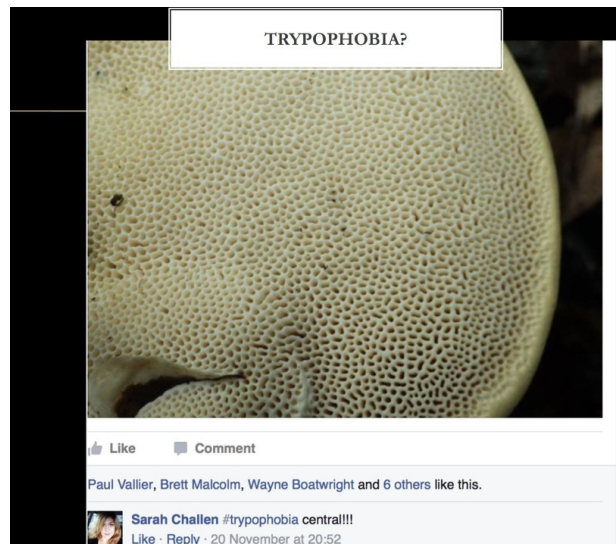 TRYPOPHOBIA?
Like Comment
Paul Vallier, Brett Malcolm, Wayne Boatwright and 6 others like this.
Sarah Challen #trypophobia central!!!
Like · Reply · 20 November at 20:52